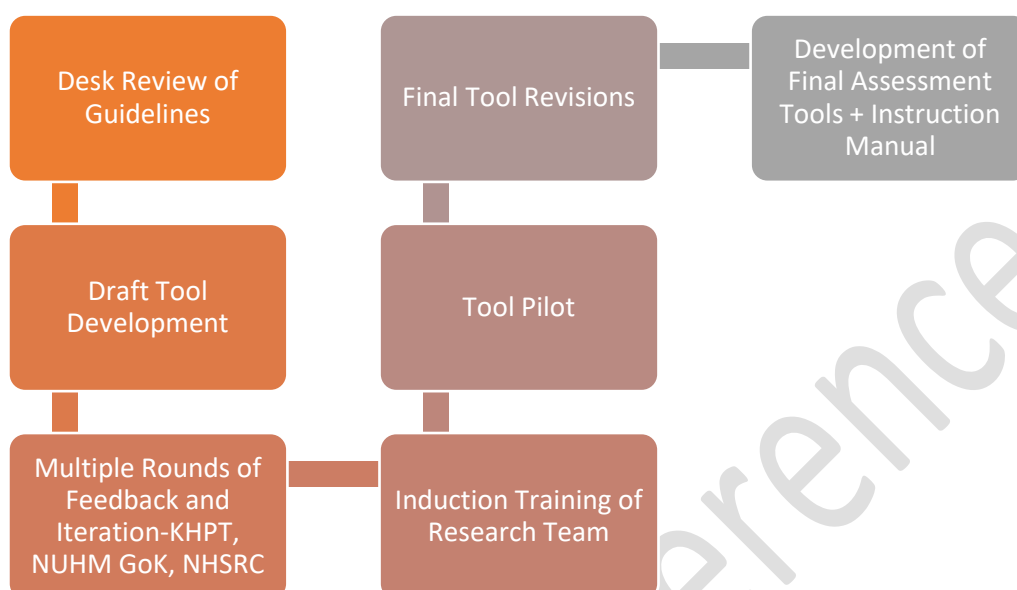 Desk Review of
Guidelines
Draft Tool
Development
Multiple Rounds of
Feedback and
Iteration-KHPT,
NUHM GoK, NHSRC
Induction Training of
Research Team
Tool Pilot
Final Tool Revisions
Development of
Final Assessment
Tools + Instruction
Manual
erence